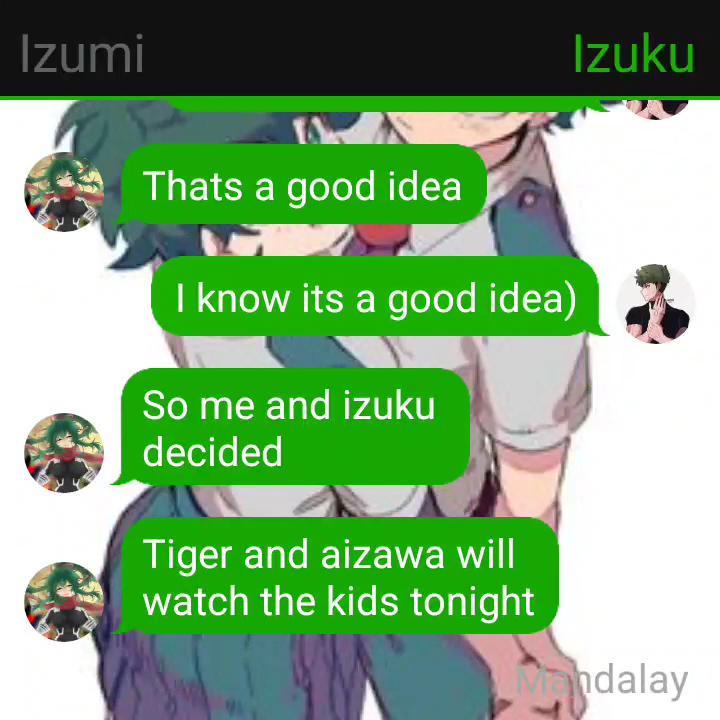 Izumi
Izuku
Thats a good idea
I know its a good idea)
So me and izuku
decided
Tiger and aizawa will
watch the kids tonight
Mandalay